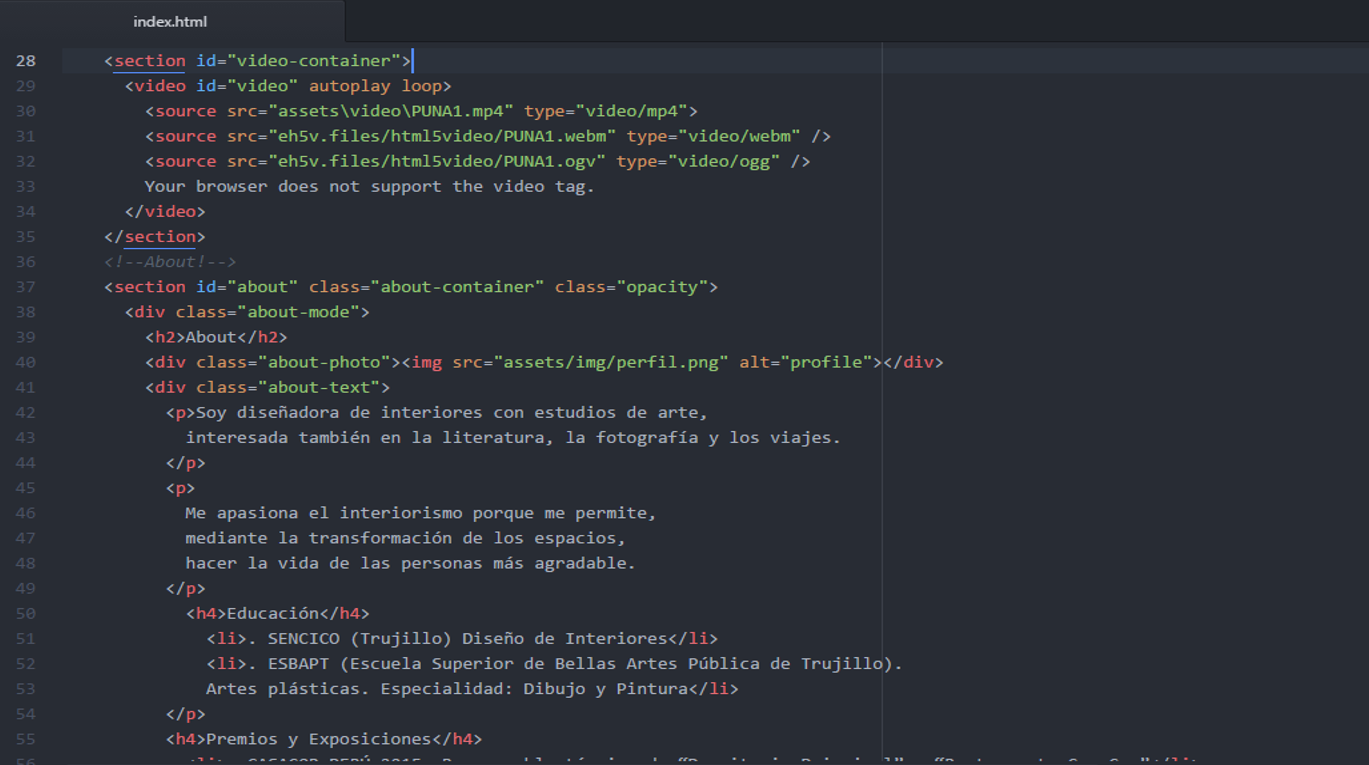 index.html
28 <section id="video-container">
29 <video id="video" autoplay loop>
30 <source src="assets\video\PUNA1.mp4" type="video/mp4">
31 <source src="eh5v.files/html5video/PUNA1.webm" type="video/webm" />
32 <source src="eh5v.files/html5video/PUNA1.ogv" type="video/ogg" />
33 Your browser does not support the video tag.
34 </video>
35 </section>
36 <!--About!-->
37 <section id="about" class="about-container" class="opacity">
38 <div class="about-mode">
39 <h2>About</h2>
40 <div class="about-photo"><img src="assets/img/perfil.png" alt="profile"></div>
41 <div class="about-text">
42 <p>Soy diseñadora de interiores con estudios de arte,
43 interesada también en la literatura, la fotografía y los viajes.
44 </p>
45 <p>
46 Me apasiona el interiorismo porque me permite,
47 mediante la transformación de los espacios,
48 hacer la vida de las personas más agradable.
49 </p>
50 <h4>Educación</h4>
51 <li>. SENCICO (Trujillo) Diseño de Interiores</li>
52 <li>. ESBAPT (Escuela Superior de Bellas Artes Pública de Trujillo).
53 Artes plásticas. Especialidad: Dibujo y Pintura</li>
54 </p>
55 <h4>Premios y Exposiciones</h4>